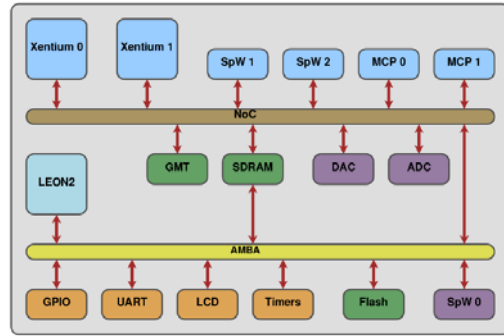 Xentium 0
Xentium 1
SpW 1
SpW 2
MCP 0
MCP 1
NoC
GMT
SDRAM
DAC
ADC
LEON2
AMBA
GPIO
UART
LCD
Timers
Flash
SpW 0